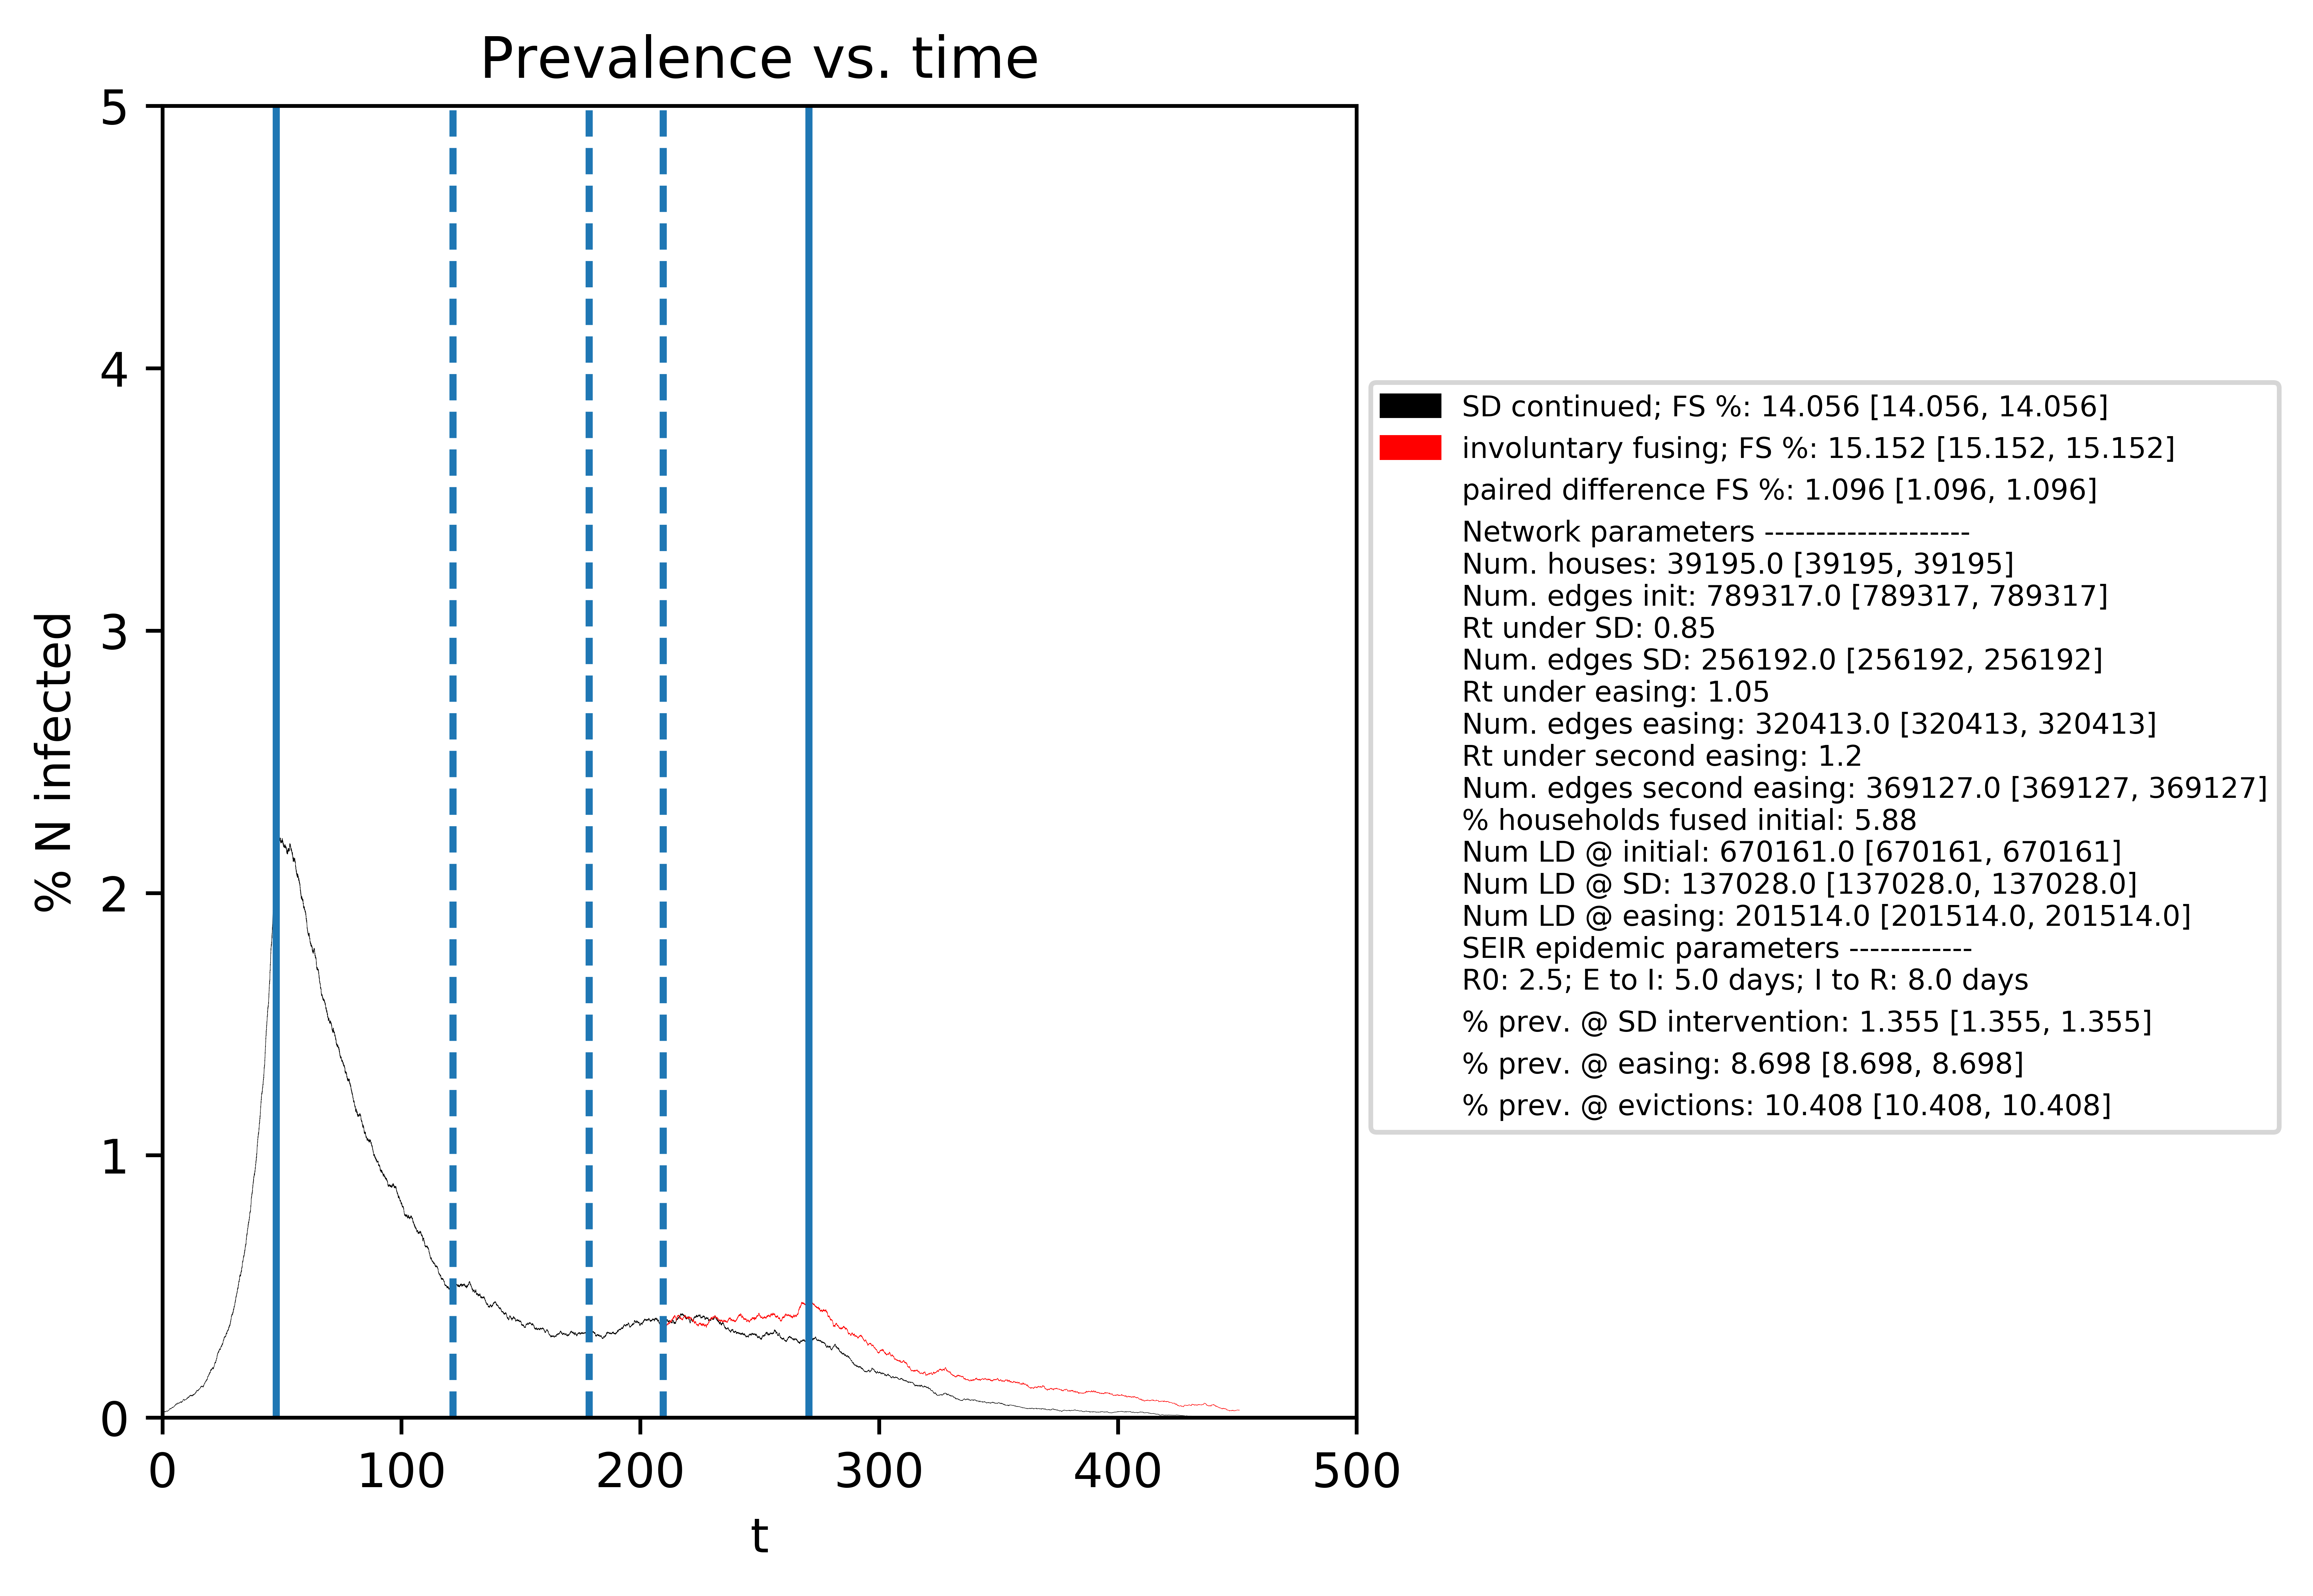 Prevalence vs. time
5
4
3
2
1
0
% N infected
0 100 200 300 400 500
t
SD continued; FS %: 14.056 [14.056, 14.056]
involuntary fusing; FS %: 15.152 [15.152, 15.152]
paired difference FS %: 1.096 [1.096, 1.096]
Network parameters --------------------
Num. houses: 39195.0 [39195, 39195]
Num. edges init: 789317.0 [789317, 789317]
Rt under SD: 0.85
Num. edges SD: 256192.0 [256192, 256192]
Rt under easing: 1.05
Num. edges easing: 320413.0 [320413, 320413]
Rt under second easing: 1.2
Num. edges second easing: 369127.0 [369127, 369127]
% households fused initial: 5.88
Num LD @ initial: 670161.0 [670161, 670161]
Num LD @ SD: 137028.0 [137028.0, 137028.0]
Num LD @ easing: 201514.0 [201514.0, 201514.0]
SEIR epidemic parameters ------------
R0: 2.5; E to I: 5.0 days; I to R: 8.0 days
% prev. @ SD intervention: 1.355 [1.355, 1.355]
% prev. @ easing: 8.698 [8.698, 8.698]
% prev. @ evictions: 10.408 [10.408, 10.408]